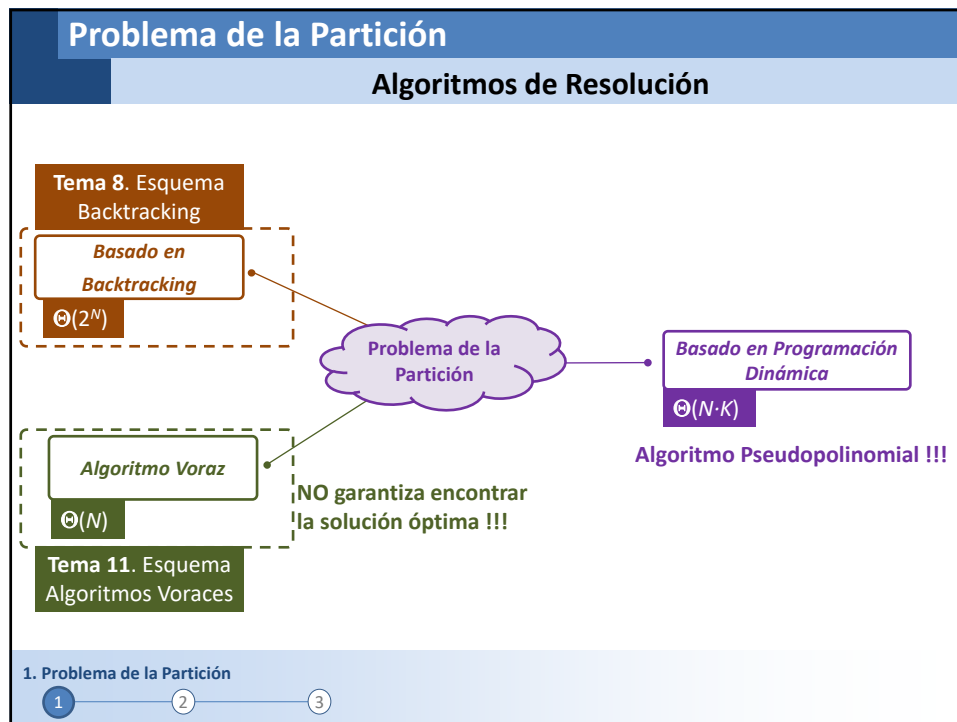 Problema de la Partición
Algoritmos de Resolución
Tema 8. Esquema
Backtracking
Basado en
Backtracking
Θ(2ᴺ)
Problema de la
Partición
Basado en Programación
Dinámica
Θ(N·K)
Algoritmo Pseudopolinomial !!!
Algoritmo Voraz
Θ(N)
NO garantiza encontrar
la solución óptima !!!
Tema 11. Esquema
Algoritmos Voraces
1. Problema de la Partición
1 2 3